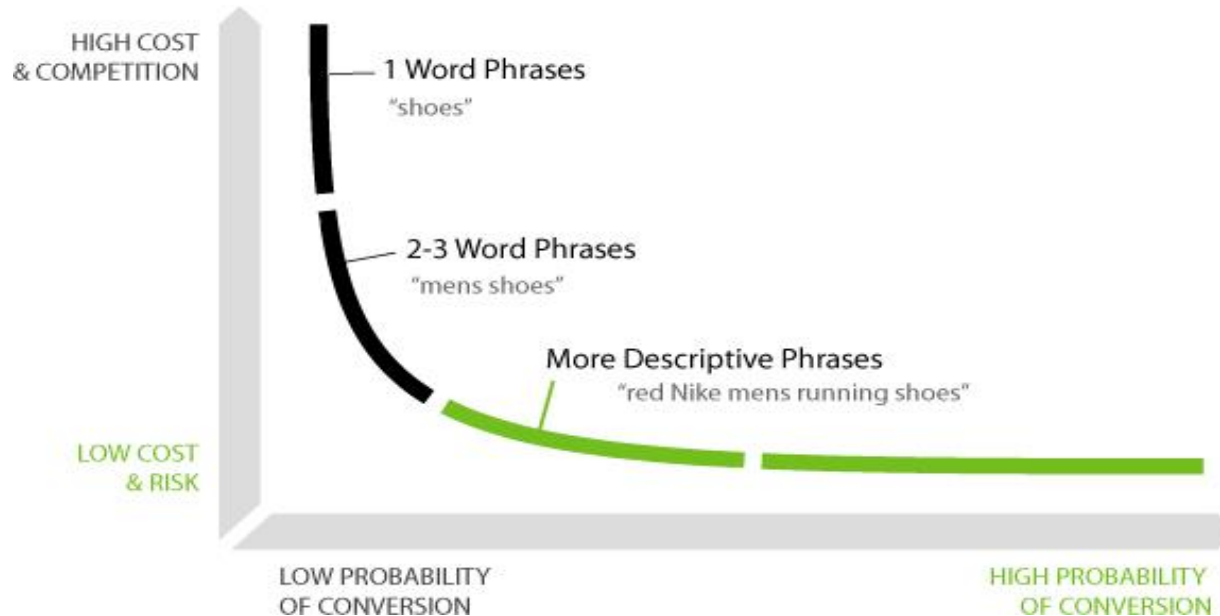 HIGH COST
& COMPETITION
1 Word Phrases
“shoes”
2-3 Word Phrases
“mens shoes”
More Descriptive Phrases
“red Nike mens running shoes”
LOW COST
& RISK
LOW PROBABILITY
OF CONVERSION
HIGH PROBABILITY
OF CONVERSION